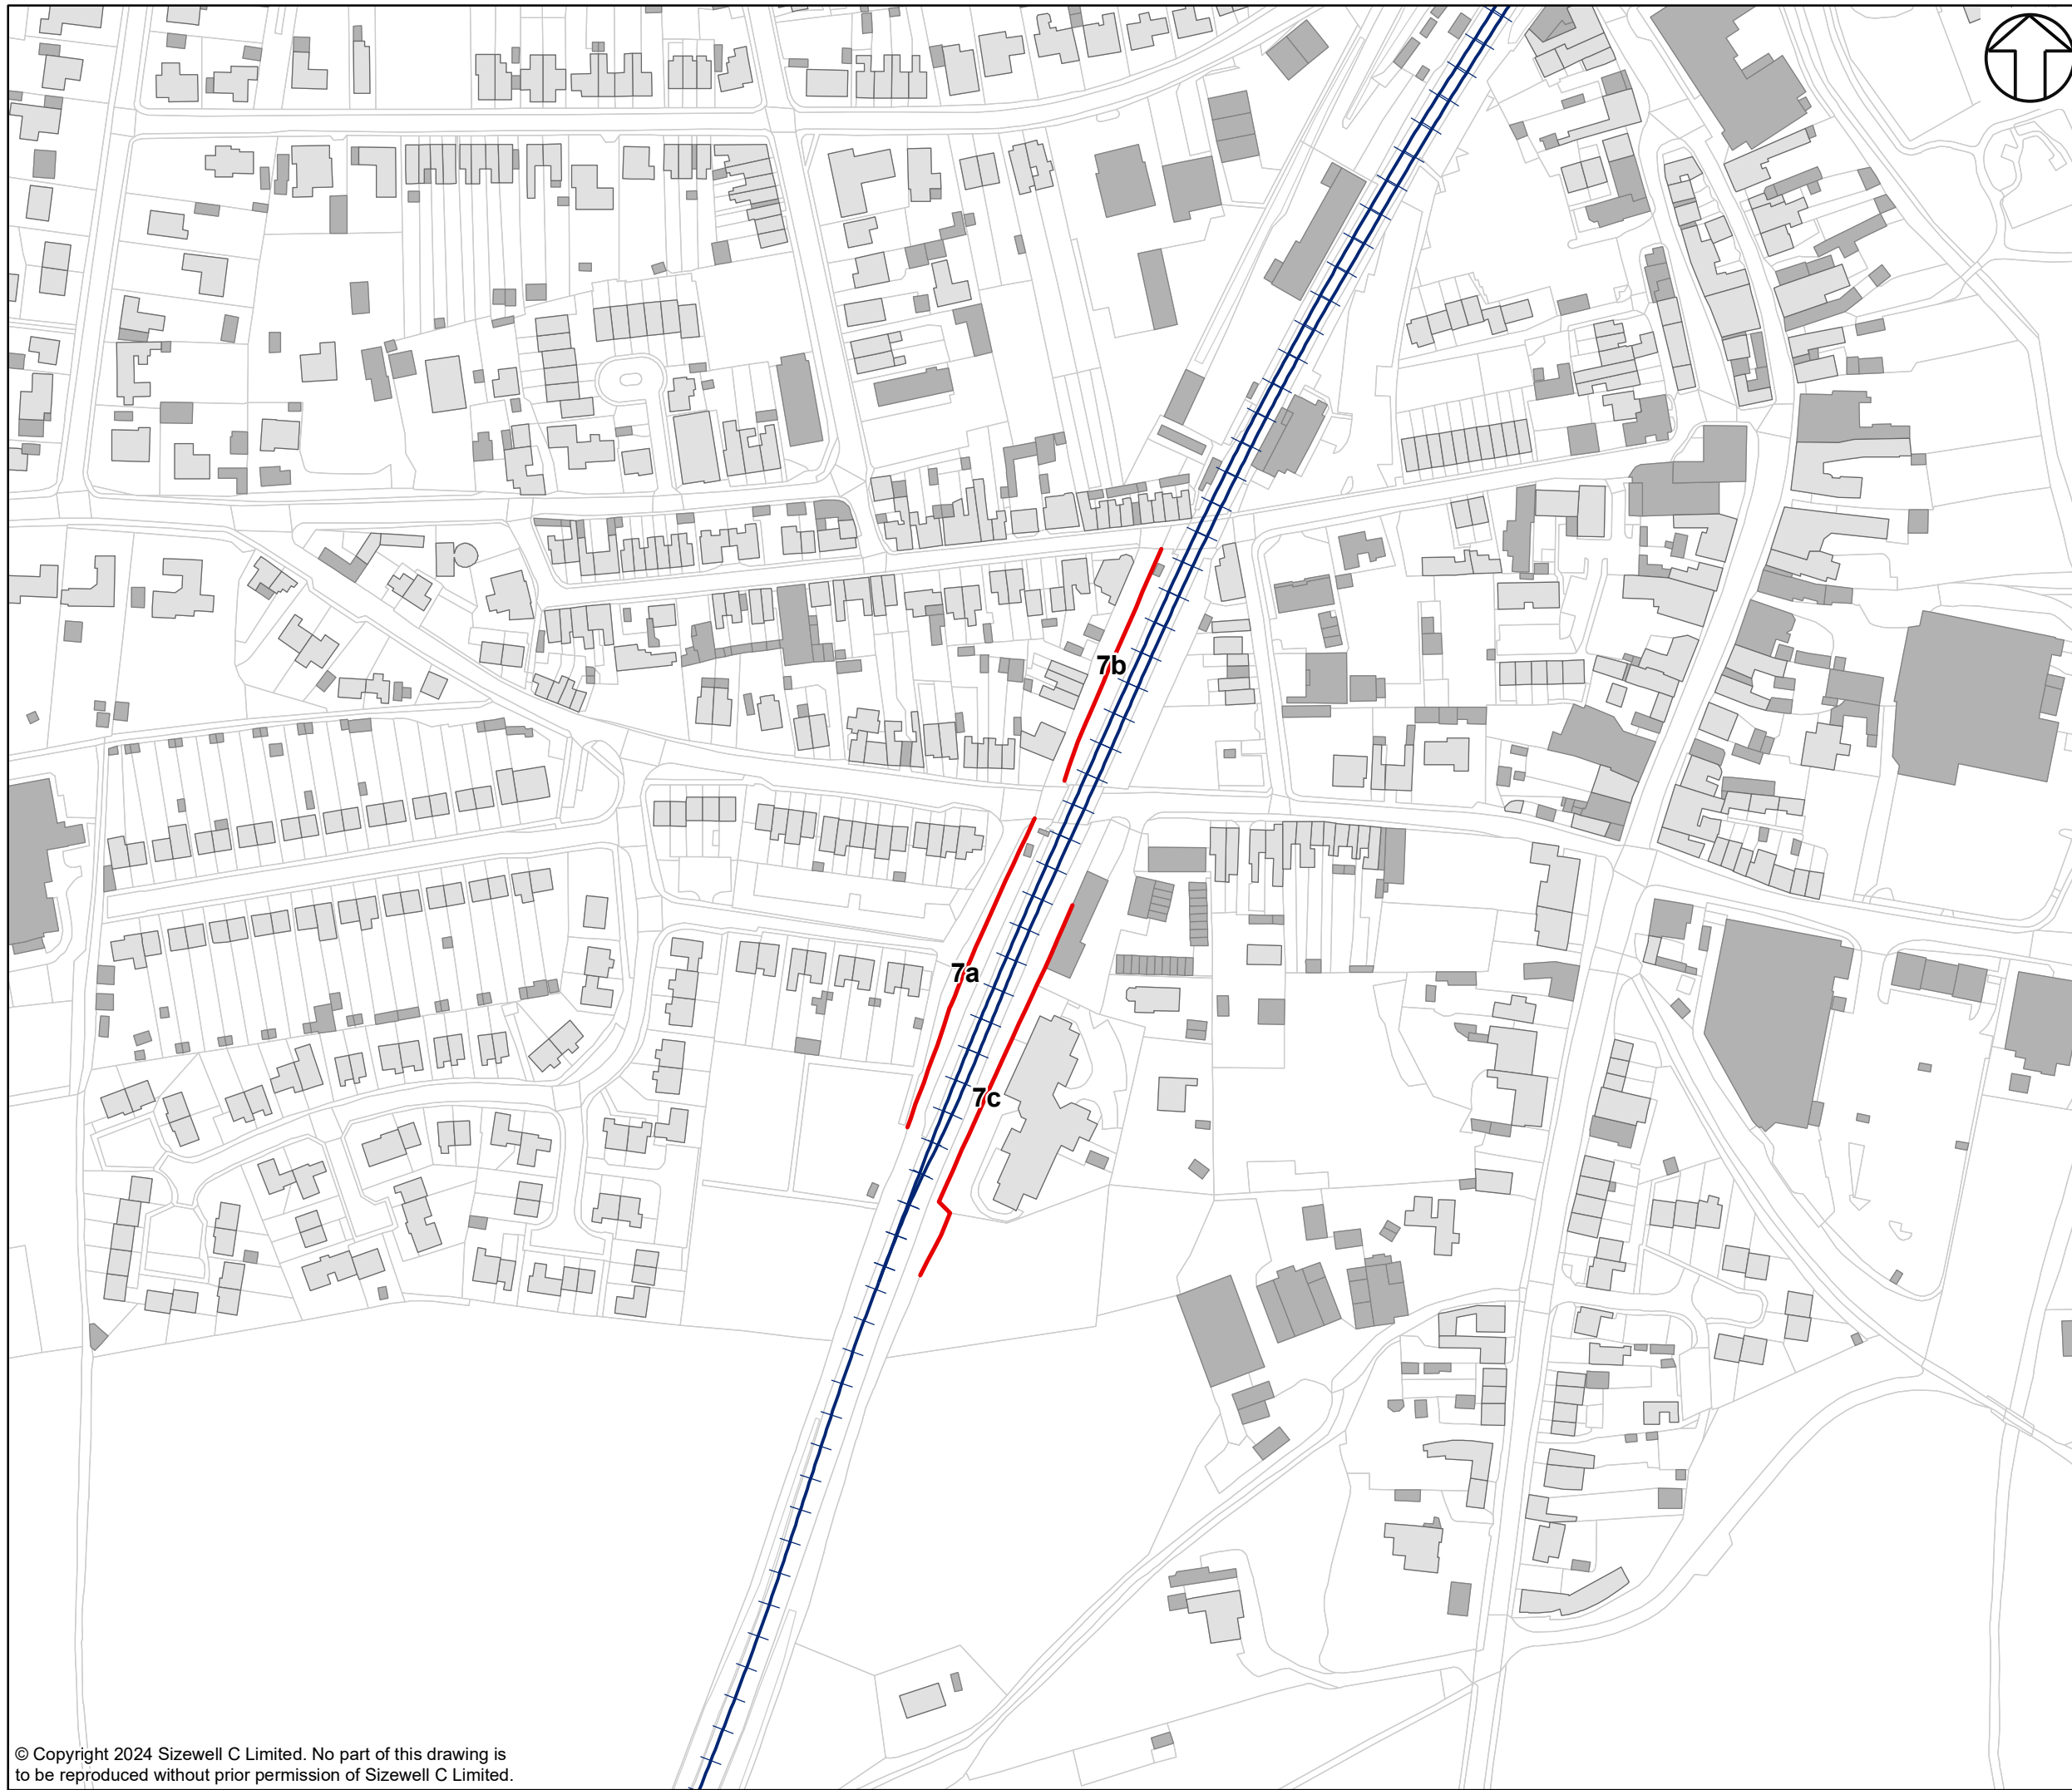 7b
7a
7c
© Copyright 2024 Sizewell C Limited. No part of this drawing is
to be reproduced without prior permission of Sizewell C Limited.